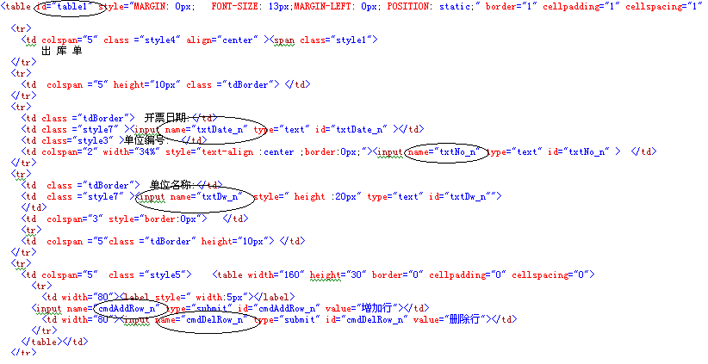 <table id="table1" style="MARGIN: 0px;   FONT-SIZE: 13px;MARGIN-LEFT: 0px; POSITION: static;" border="1" cellpadding="1" cellspacing="1"
<tr>
<td colspan="5" class ="style4" align="center" ><span class="style1">
出 库 单
</tr>
<tr>
<td  colspan ="5" height="10px" class ="tdBorder"> </td>
</tr>
<tr>
<td class ="tdBorder">  开票日期:</td>
<td class ="style7" ><input name="txtDate_n" type="text" id="txtDate_n" ></td>
<td class="style3" >单位编号:  </td>
<td colspan="2" width="34%" style="text-align :center ;border:0px;"><input name="txtNo_n" type="text" id="txtNo_n" >  </td>
</tr>
<tr>
<td  class ="tdBorder">  单位名称:</td>
<td  class ="style7" ><input name="txtDw_n"  style=" height :20px" type="text" id="txtDw_n"">
</td>
<td  colspan="3" style="border:0px">   </td>
<tr>
<td  colspan ="5"class ="tdBorder" height="10px"> </td>
</tr>
<tr>
<td colspan="5"  class ="style5">   <table width="160" height="30" border="0" cellpadding="0" cellspacing="0">
<tr>
<td width="80"><label style=" width:5px"></label>
<input name="cmdAddRow_n" type="submit" id="cmdAddRow_n" value="增加行"></td>
<td width="80"><input name="cmdDelRow_n" type="submit" id="cmdDelRow_n" value="删除行"></td>
</tr>
</table></td>
</tr>